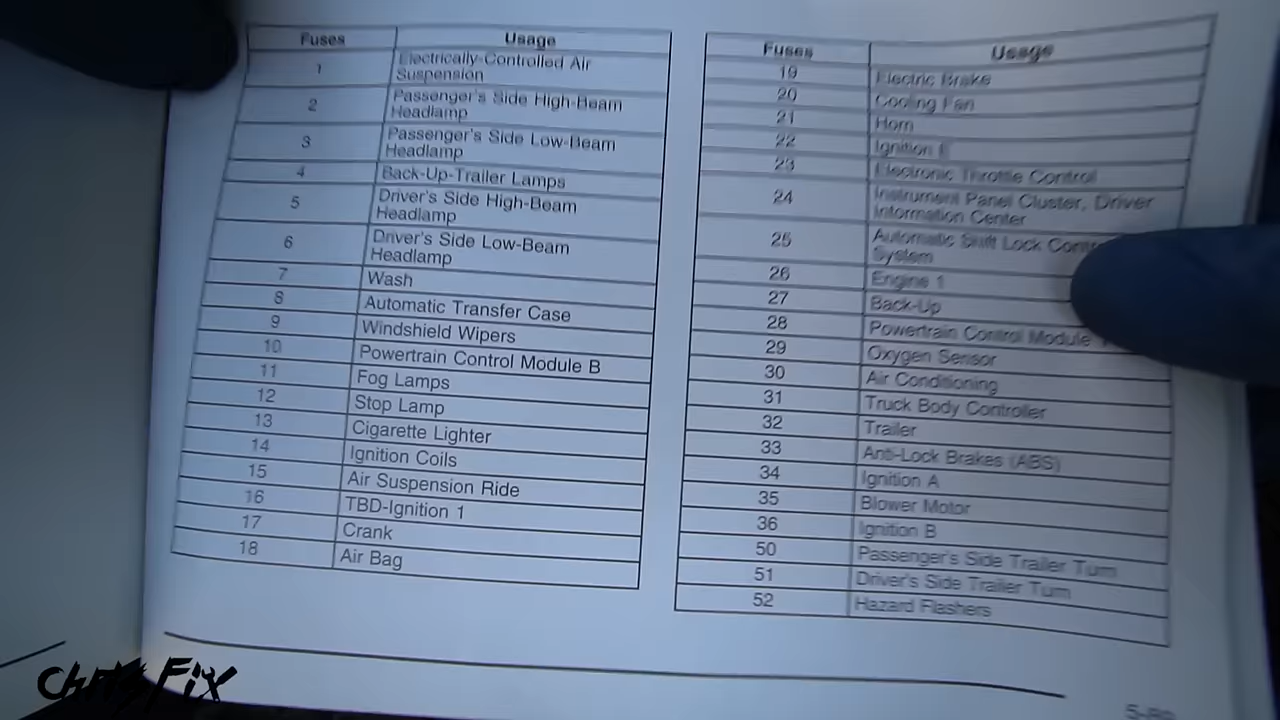 Fuses Usage
1 Electrically-Controlled Air
Suspension
2 Passenger's Side High-Beam
Headlamp
3 Passenger's Side Low-Beam
Headlamp
4 Back-Up-Trailer Lamps
5 Driver's Side High-Beam
Headlamp
6 Driver's Side Low-Beam
Headlamp
7 Wash
8 Automatic Transfer Case
9 Windshield Wipers
10 Powertrain Control Module B
11 Fog Lamps
12 Stop Lamp
13 Cigarette Lighter
14 Ignition Coils
15 Air Suspension Ride
16 TBD-Ignition 1
17 Crank
18 Air Bag
Fuses Usage
19 Electric Brake
20 Cooling Fan
21 Horn
22 Ignition E
23 Electronic Throttle Control
24 Instrument Panel Cluster, Driver
Information Center
25 Automatic Shift Lock
System
26 Engine 1
27 Back-Up
28 Powertrain Control Module
29 Oxygen Sensor
30 Air Conditioning
31 Truck Body Controller
32 Trailer
33 Anti-Lock Brakes (ABS)
34 Ignition A
35 Blower Motor
36 Ignition B
50 Passenger's Side Trailer Turn
51 Driver's Side Trailer Turn
52 Hazard Flashers
Chris Fix